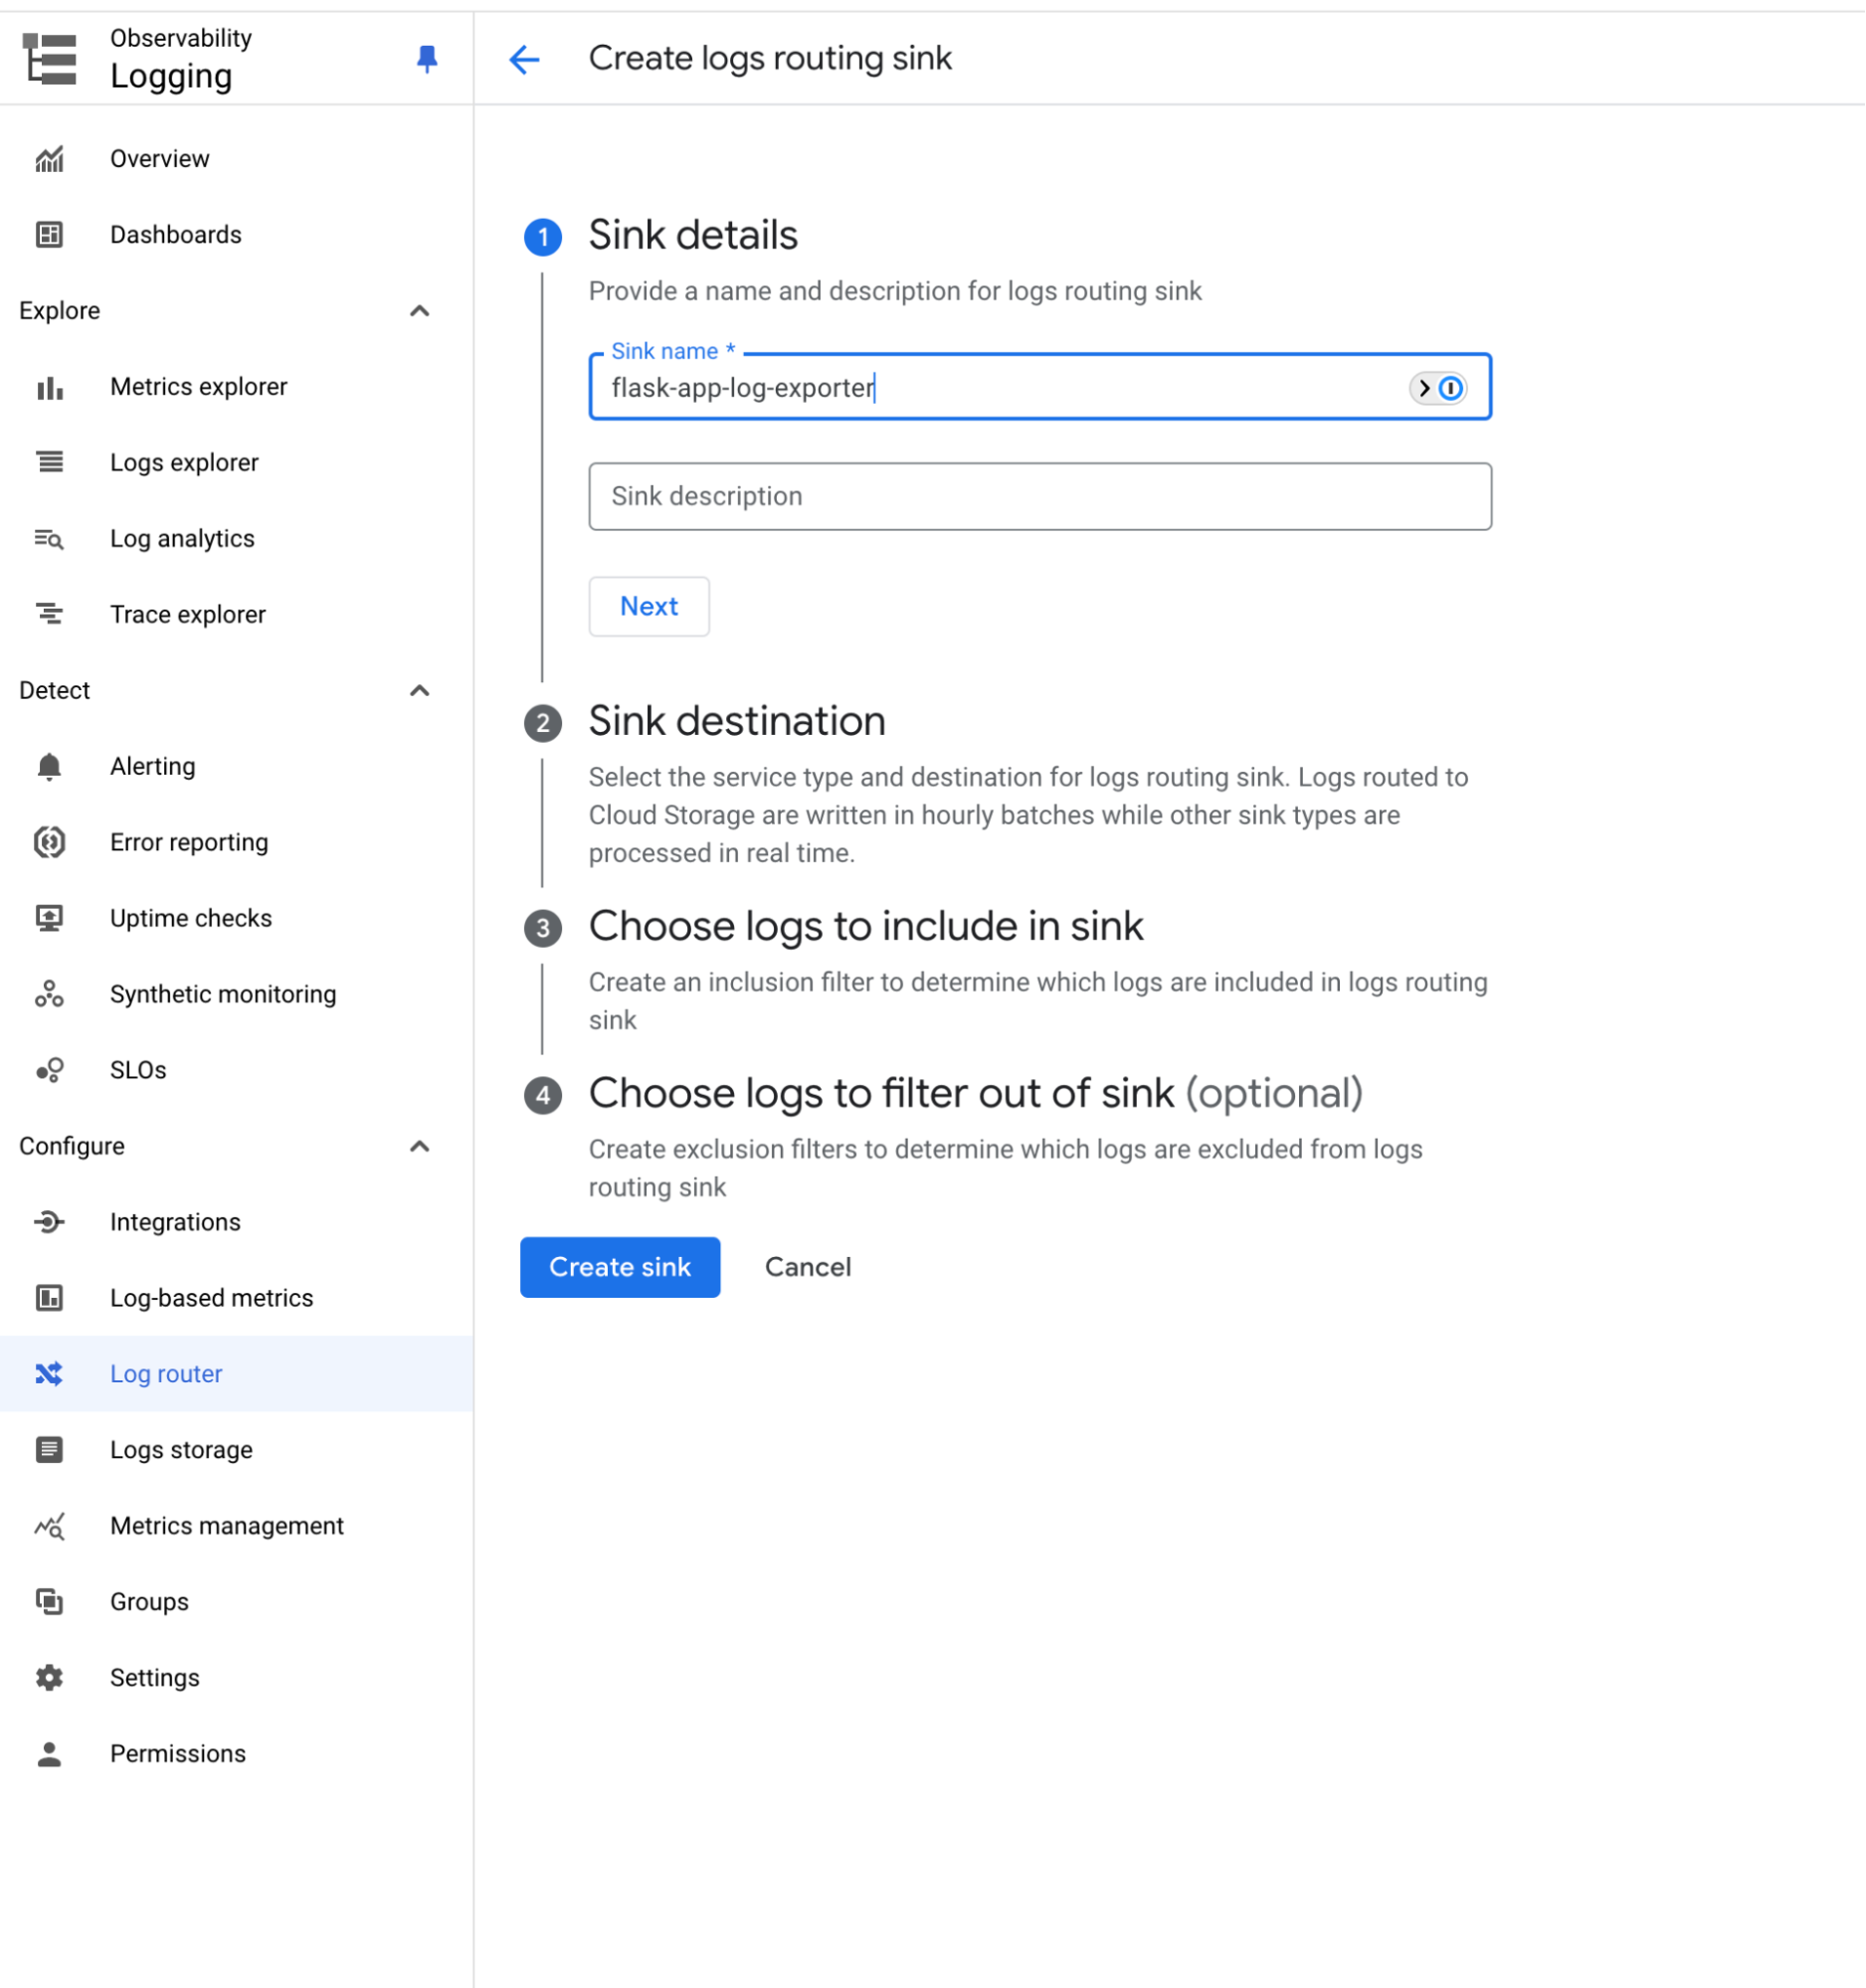 Observability
Logging
Create logs routing sink
Overview
Dashboards
Explore
Metrics explorer
Logs explorer
Log analytics
Trace explorer
Detect
Alerting
Error reporting
Uptime checks
Synthetic monitoring
SLOs
Configure
Integrations
Log-based metrics
Log router
Logs storage
Metrics management
Groups
Settings
Permissions
1 Sink details
Provide a name and description for logs routing sink
Sink name *
flask-app-log-exporter
Sink description
Next
2 Sink destination
Select the service type and destination for logs routing sink. Logs routed to
Cloud Storage are written in hourly batches while other sink types are
processed in real time.
3 Choose logs to include in sink
Create an inclusion filter to determine which logs are included in logs routing
sink
4 Choose logs to filter out of sink (optional)
Create exclusion filters to determine which logs are excluded from logs
routing sink
Create sink
Cancel